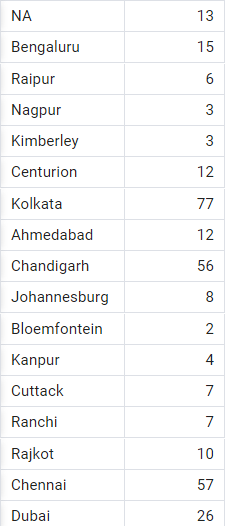 NA 13
Bengaluru 15
Raipur 6
Nagpur 3
Kimberley 3
Centurion 12
Kolkata 77
Ahmedabad 12
Chandigarh 56
Johannesburg 8
Bloemfontein 2
Kanpur 4
Cuttack 7
Ranchi 7
Rajkot 10
Chennai 57
Dubai 26